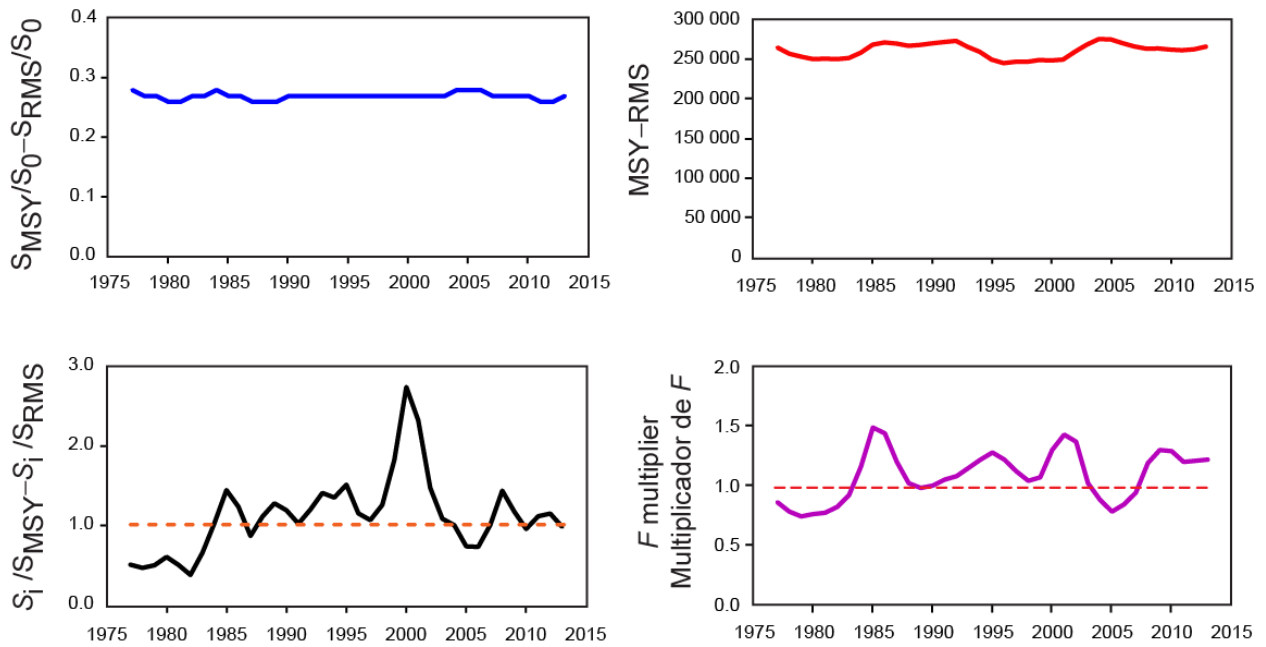 S_MSY/S_0–S_RMS/S_0
0.4
0.3
0.2
0.1
0.0
1975 1980 1985 1990 1995 2000 2005 2010 2015
MSY–RMS
300 000
250 000
200 000
150 000
100 000
50 000
0
1975 1980 1985 1990 1995 2000 2005 2010 2015
S_i /S_MSY–S_i /S_RMS
3.0
2.0
1.0
0.0
1975 1980 1985 1990 1995 2000 2005 2010 2015
F multiplier
Multiplicador de F
2.0
1.5
1.0
0.5
0.0
1975 1980 1985 1990 1995 2000 2005 2010 2015